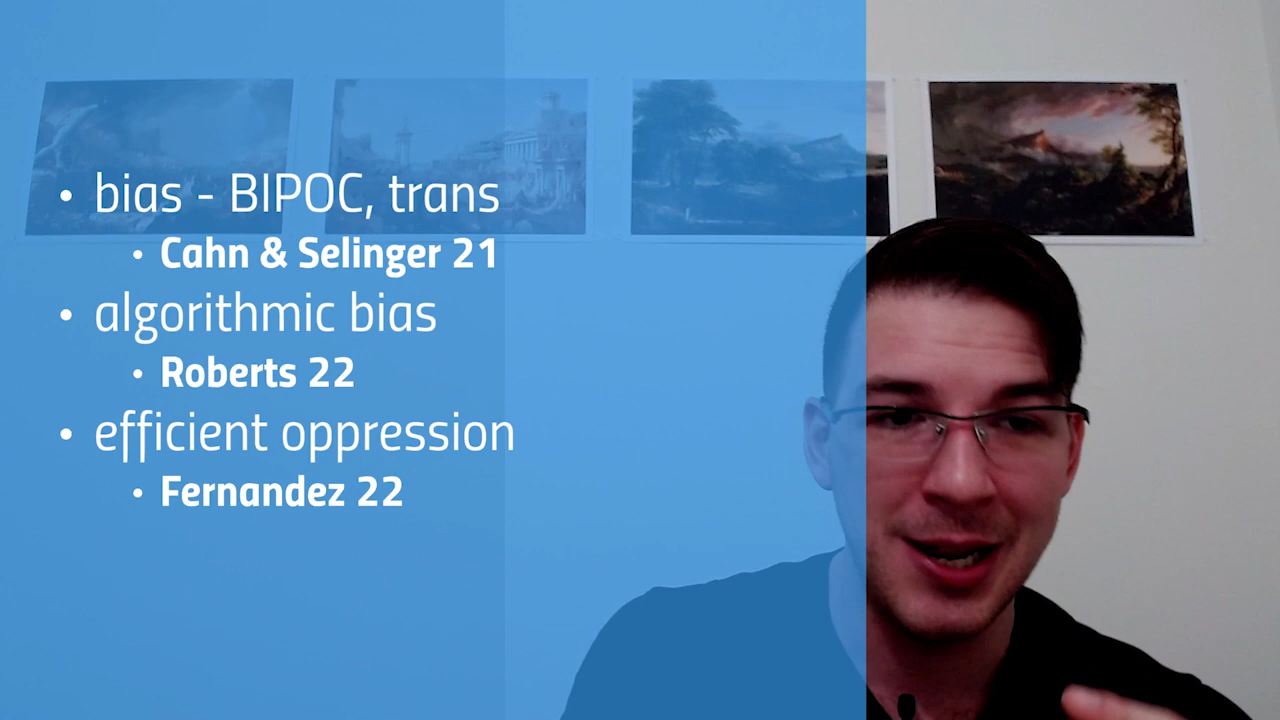 • bias - BIPOC, trans
• Cahn & Selinger 21
• algorithmic bias
• Roberts 22
• efficient oppression
• Fernandez 22